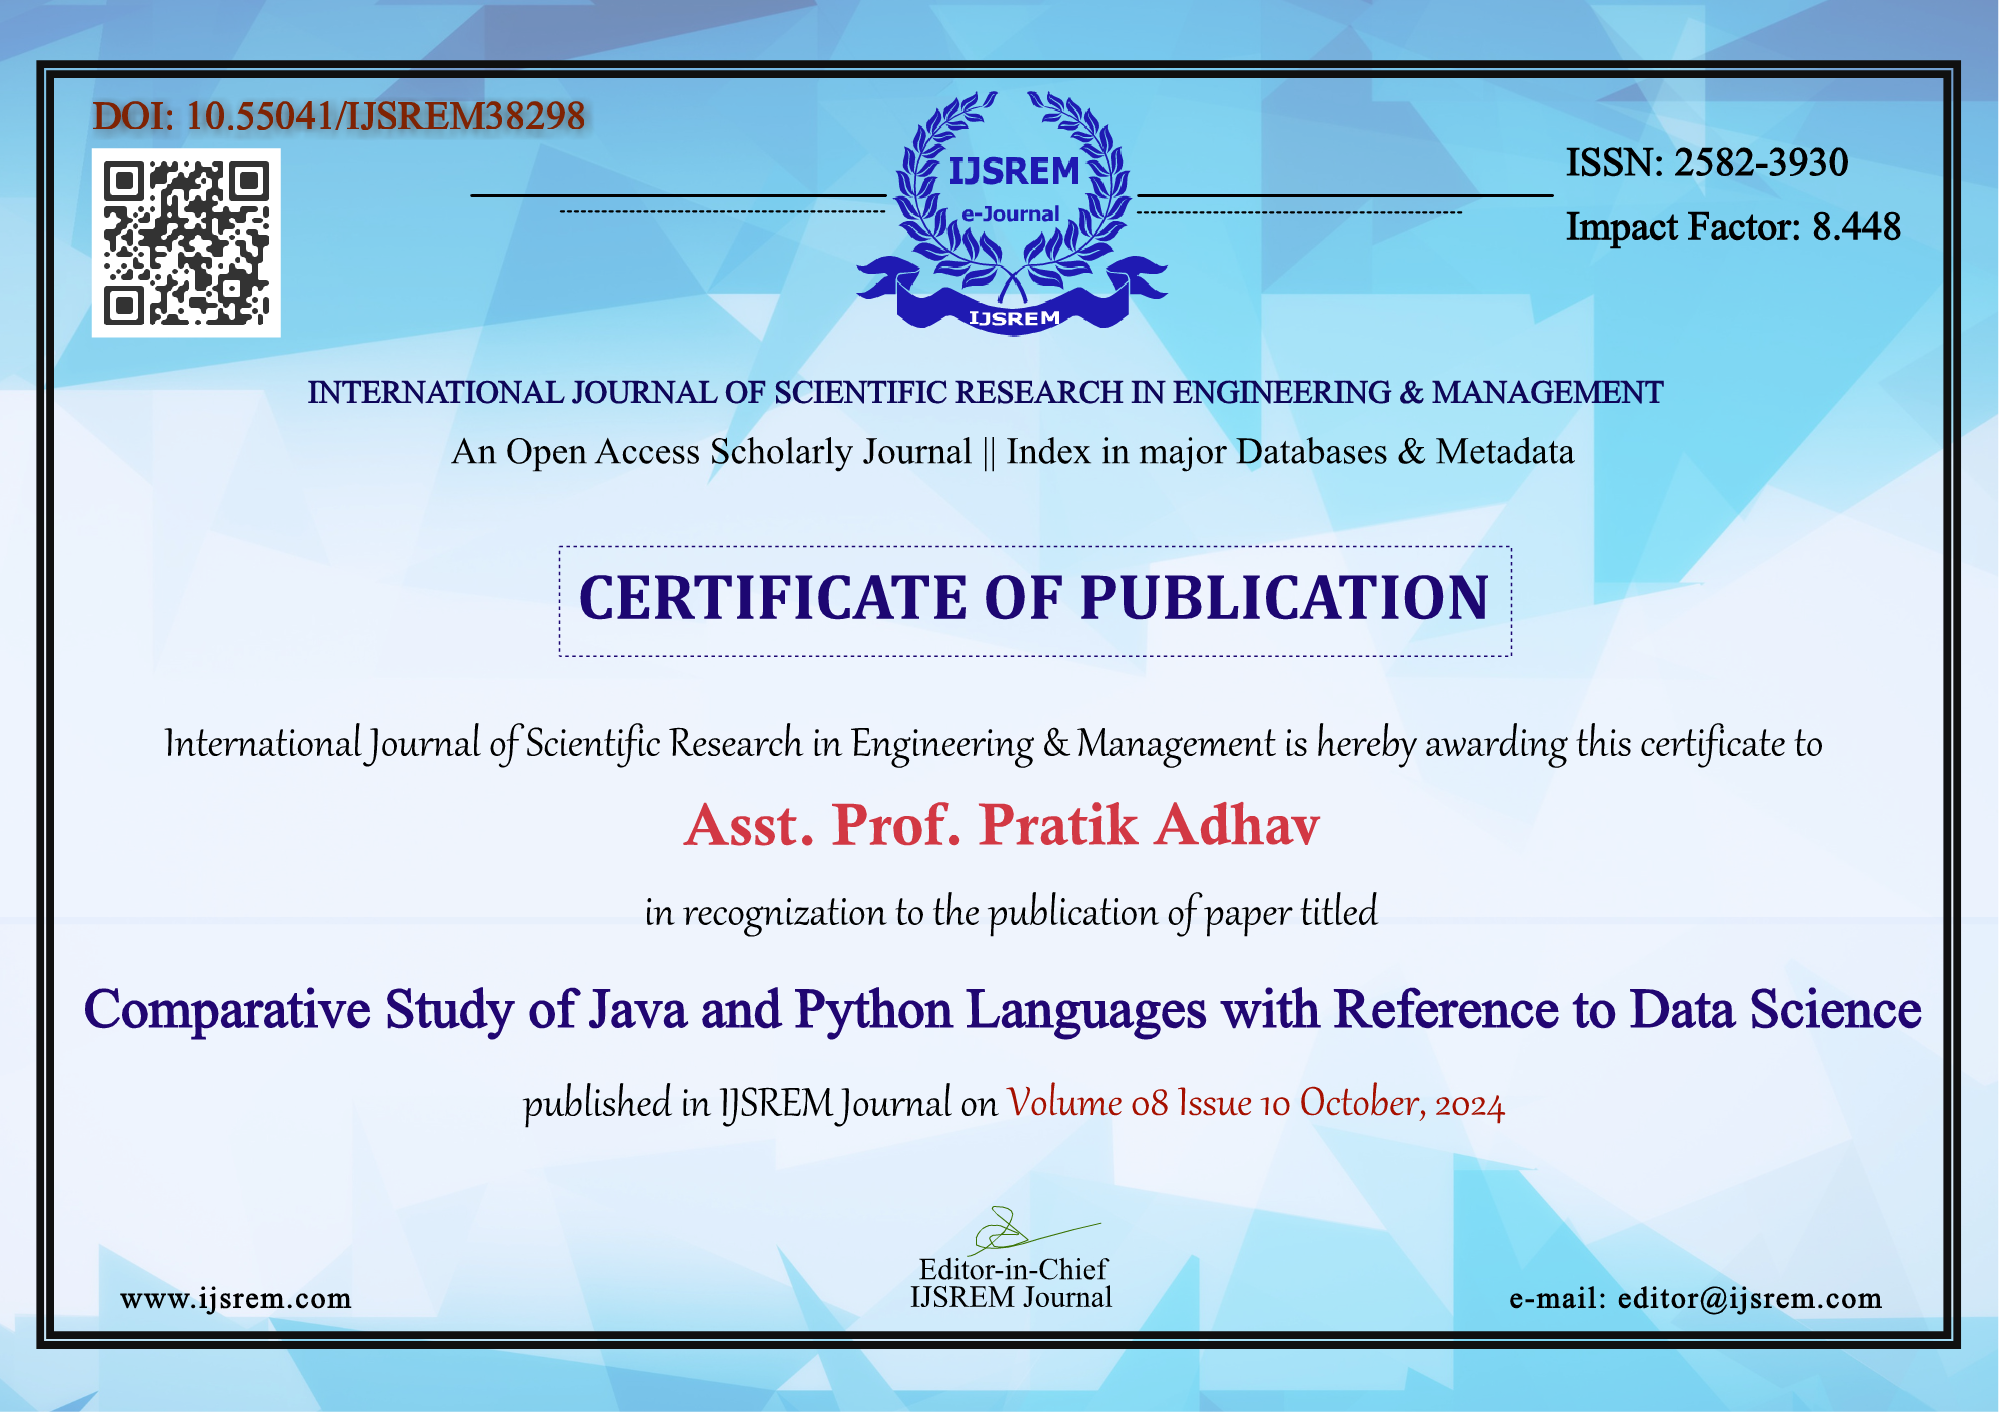 DOI: 10.55041/IJSREM38298
IJSREM
e-Journal
IJSREM
ISSN: 2582-3930
Impact Factor: 8.448
INTERNATIONAL JOURNAL OF SCIENTIFIC RESEARCH IN ENGINEERING & MANAGEMENT
An Open Access Scholarly Journal || Index in major Databases & Metadata
CERTIFICATE OF PUBLICATION
International Journal of Scientific Research in Engineering & Management is hereby awarding this certificate to
Asst. Prof. Pratik Adhav
in recognization to the publication of paper titled
Comparative Study of Java and Python Languages with Reference to Data Science
published in IJSREM Journal on Volume 08 Issue 10 October, 2024
Editor-in-Chief
IJSREM Journal
www.ijsrem.com
e-mail: editor@ijsrem.com